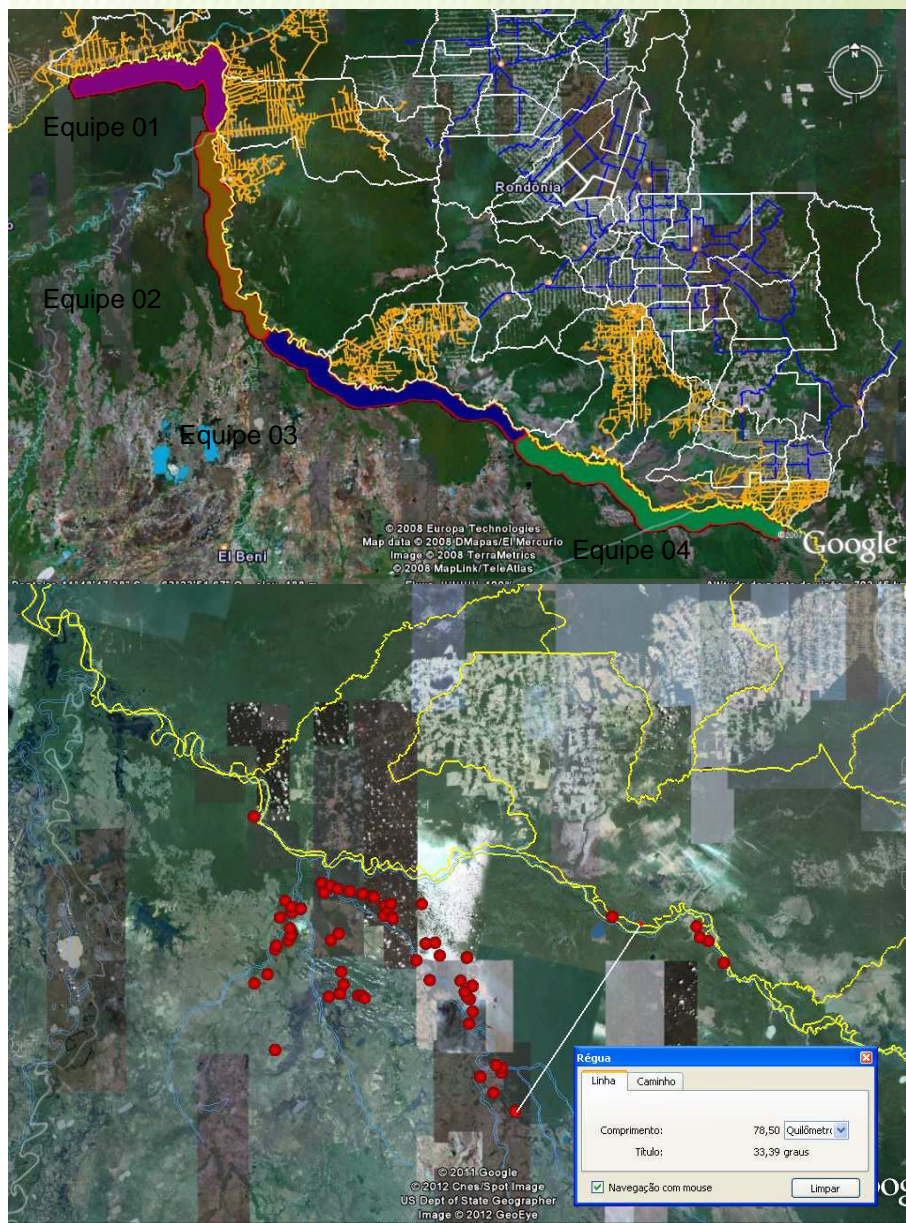 N
Equipe 01
Rondônia
Equipe 02
Equipe 03
© 2008 Europa Technologies
Map data © 2008 DMapas/El Mercurio
Image © 2008 TerraMetrics
© 2008 MapLink/TeleAtlas
El Beni
Equipe 04
© 2007 Google
Régua
Linha
Caminho
Comprimento: 78,50 Quilômetr
Título: 33,39 graus
Navegação com mouse
Limpar
© 2011 Google
© 2012 Cnes/Spot Image
US Dept of State Geographer
Image © 2012 GeoEye